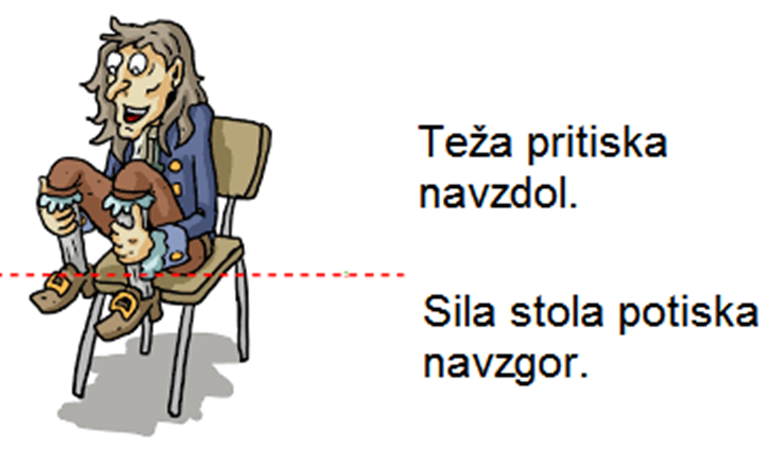 Teža pritiska
navzdol.
Sila stola potiska
navzgor.